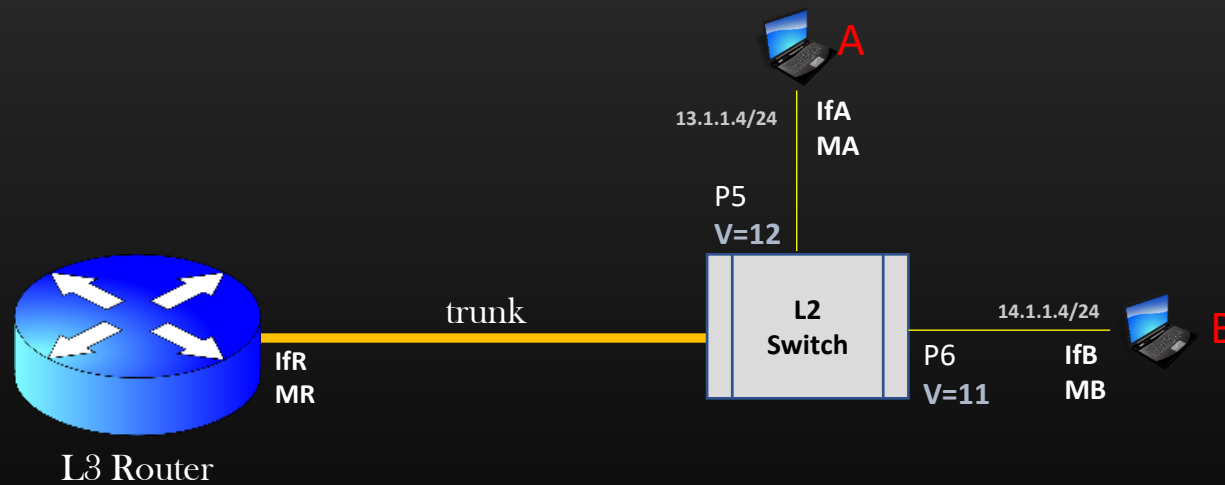 A
13.1.1.4/24
IfA
MA
P5
V=12
trunk
L2
Switch
14.1.1.4/24
IfR
MR
P6
V=11
IfB
MB
L3 Router